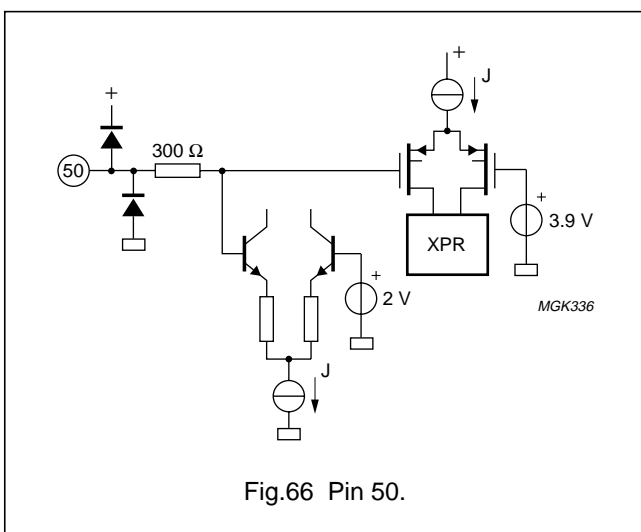 +
J
+
50
300 Ω
+
3.9 V
XPR
+
2 V
MGK336
J
Fig.66 Pin 50.